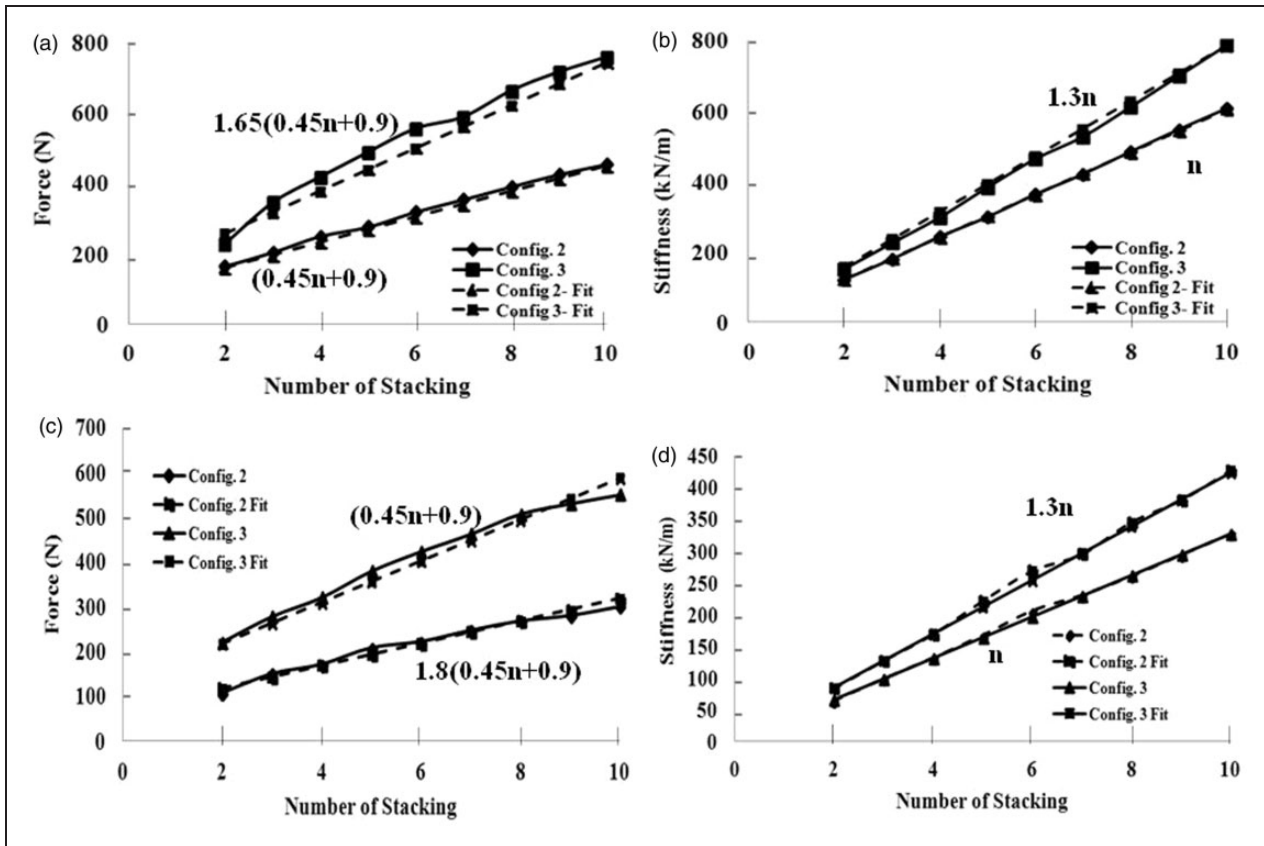 (a)
800
600
400
200
0
Force (N)
1.65(0.45n+0.9)
(0.45n+0.9)
Config. 2
Config. 3
Config 2- Fit
Config 3- Fit
0 2 4 6 8 10
Number of Stacking
(b)
800
600
400
200
0
Stiffness (kN/m)
1.3n
n
Config. 2
Config. 3
Config 2- Fit
Config 3- Fit
0 2 4 6 8 10
Number of Stacking
(c)
700
600
500
400
300
200
100
0
Force (N)
Config. 2
Config. 2 Fit
Config. 3
Config. 3 Fit
(0.45n+0.9)
1.8(0.45n+0.9)
0 2 4 6 8 10
Number of Stacking
(d)
450
400
350
300
250
200
150
100
50
0
Stiffness (kN/m)
1.3n
n
Config. 2
Config. 2 Fit
Config. 3
Config. 3 Fit
0 2 4 6 8 10
Number of Stacking